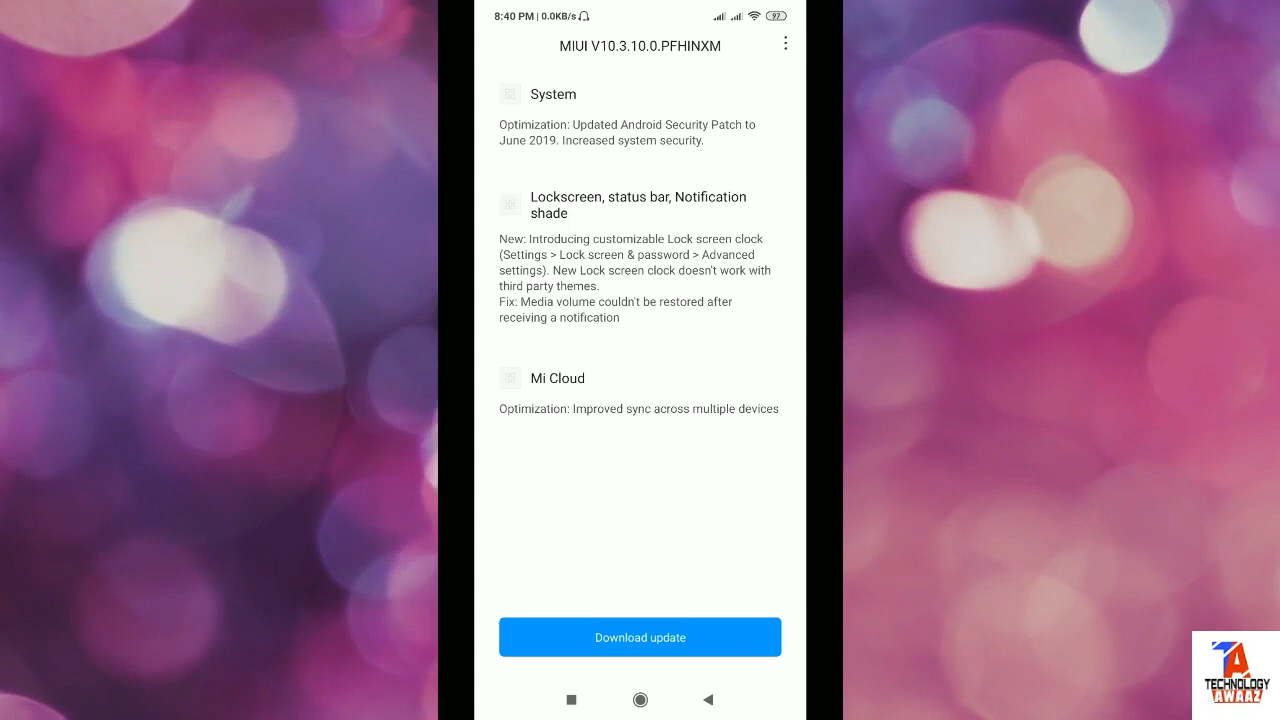 8:40 PM | 0.0KB/s
97
MIUI V10.3.10.0.PFHINXM
System
Optimization: Updated Android Security Patch to
June 2019. Increased system security.
Lockscreen, status bar, Notification
shade
New: Introducing customizable Lock screen clock
(Settings > Lock screen & password > Advanced
settings). New Lock screen clock doesn't work with
third party themes.
Fix: Media volume couldn't be restored after
receiving a notification
Mi Cloud
Optimization: Improved sync across multiple devices
Download update
TA
TECHNOLOGY
AWAAZ